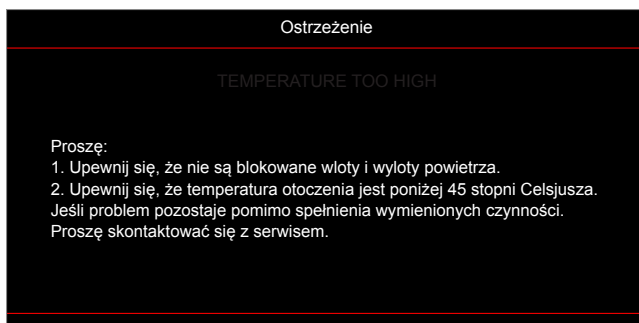 Ostrzeżenie
TEMPERATURE TOO HIGH
Proszę:
1. Upewnij się, że nie są blokowane wloty i wyloty powietrza.
2. Upewnij się, że temperatura otoczenia jest poniżej 45 stopni Celsjusza.
Jeśli problem pozostaje pomimo spełnienia wymienionych czynności.
Proszę skontaktować się z serwisem.